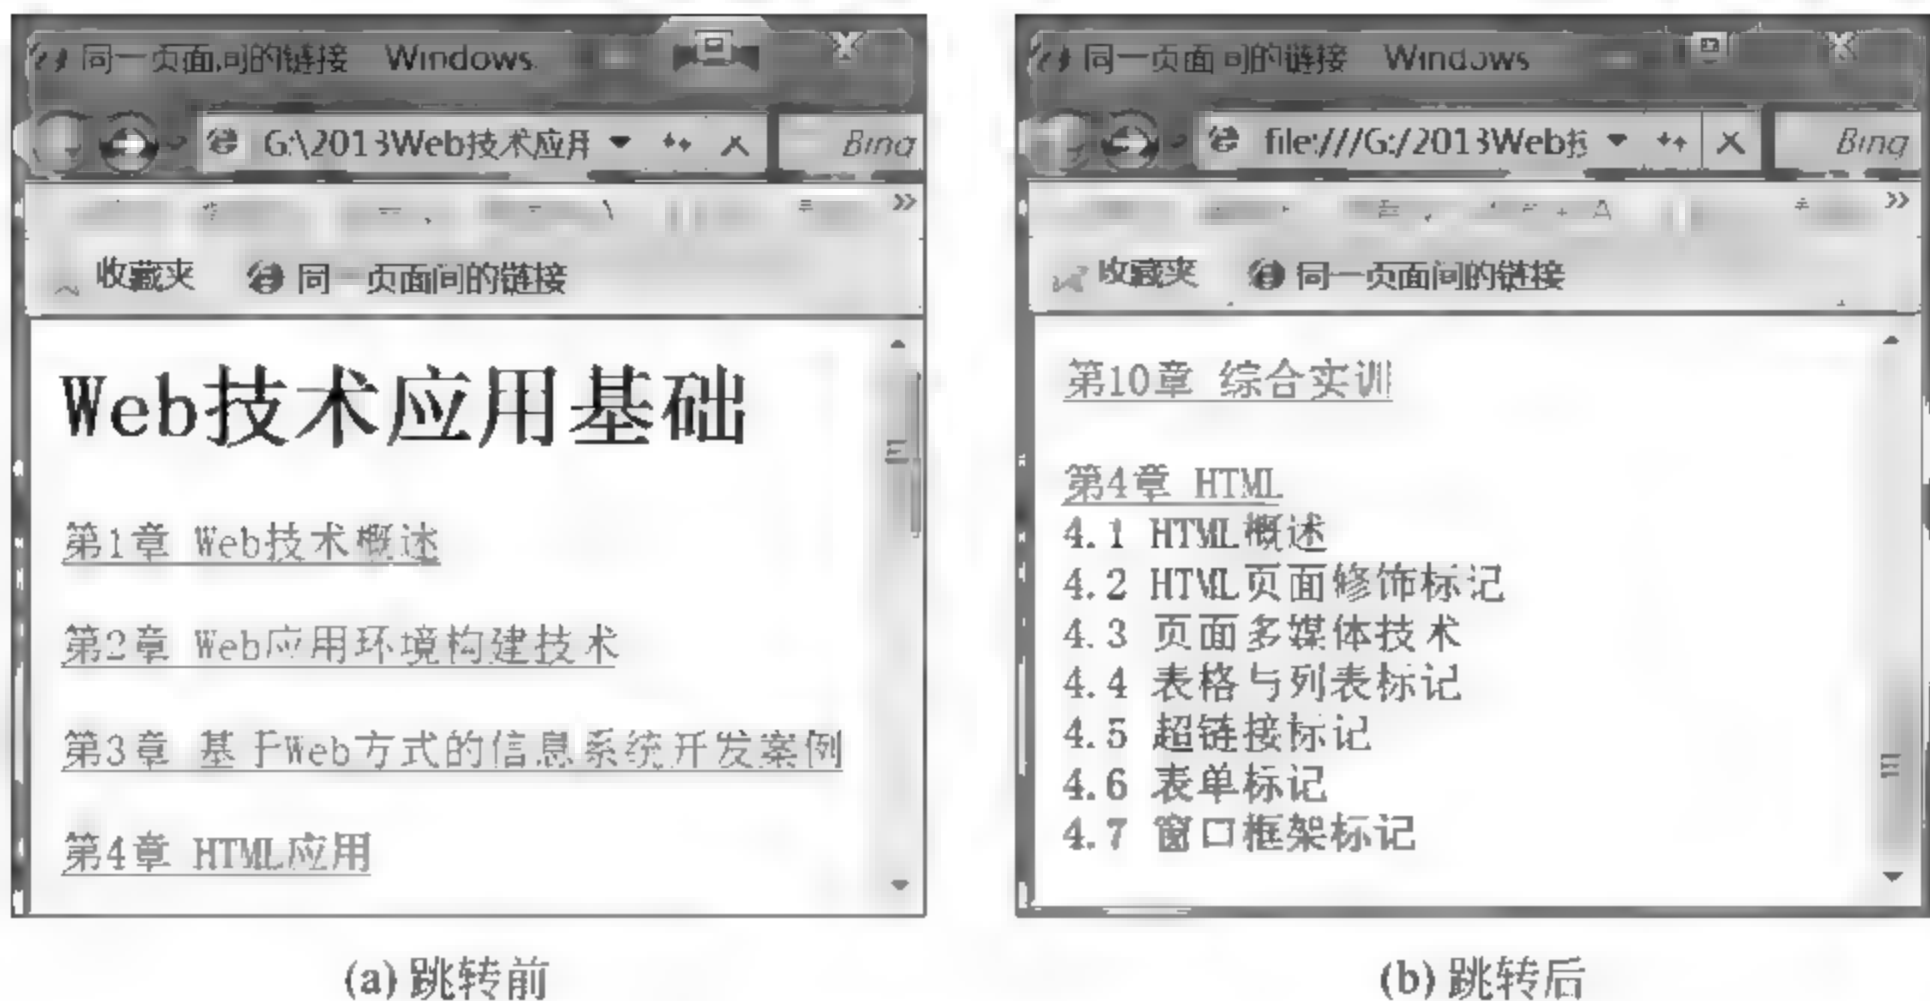 同一页面间的链接 Windows
G:\2013Web技术应用 Bing
收藏夹 同一页面间的链接
Web技术应用基础
第1章 Web技术概述
第2章 Web应用环境构建技术
第3章 基于Web方式的信息系统开发案例
第4章 HTML应用
(a) 跳转前
同一页面间的链接 Windows
file:///G:/2013Web技 Bing
收藏夹 同一页面间的链接
第10章 综合实训
第4章 HTML
4.1 HTML概述
4.2 HTML页面修饰标记
4.3 页面多媒体技术
4.4 表格与列表标记
4.5 超链接标记
4.6 表单标记
4.7 窗口框架标记
(b) 跳转后